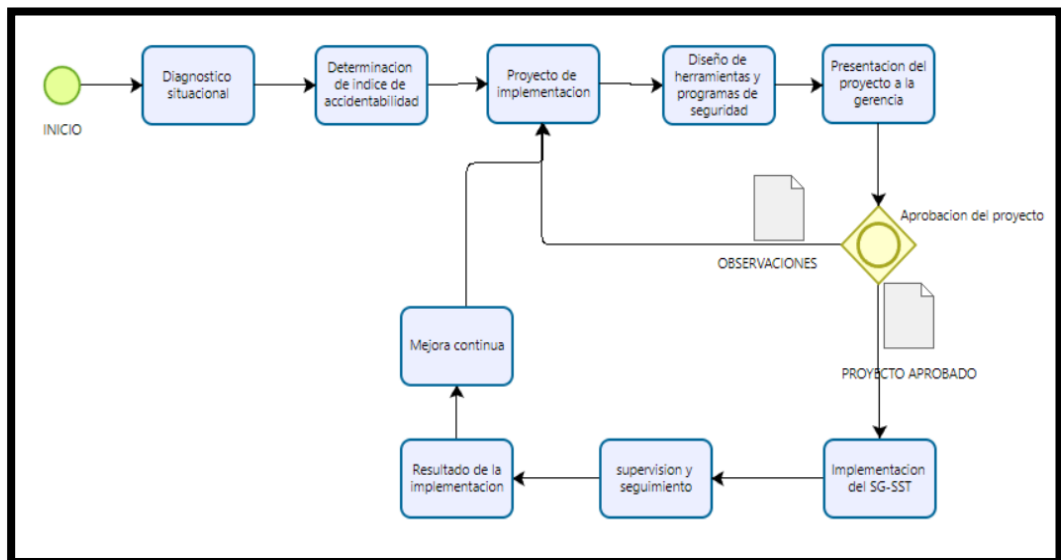 INICIO
Diagnostico
situacional
Determinacion
de indice de
accidentabilidad
Proyecto de
implementacion
Diseño de
herramientas y
programas de
seguridad
Presentacion del
proyecto a la
gerencia
Aprobacion del proyecto
OBSERVACIONES
PROYECTO APROBADO
Mejora continua
Resultado de la
implementacion
supervision y
seguimiento
Implementacion
del SG-SST